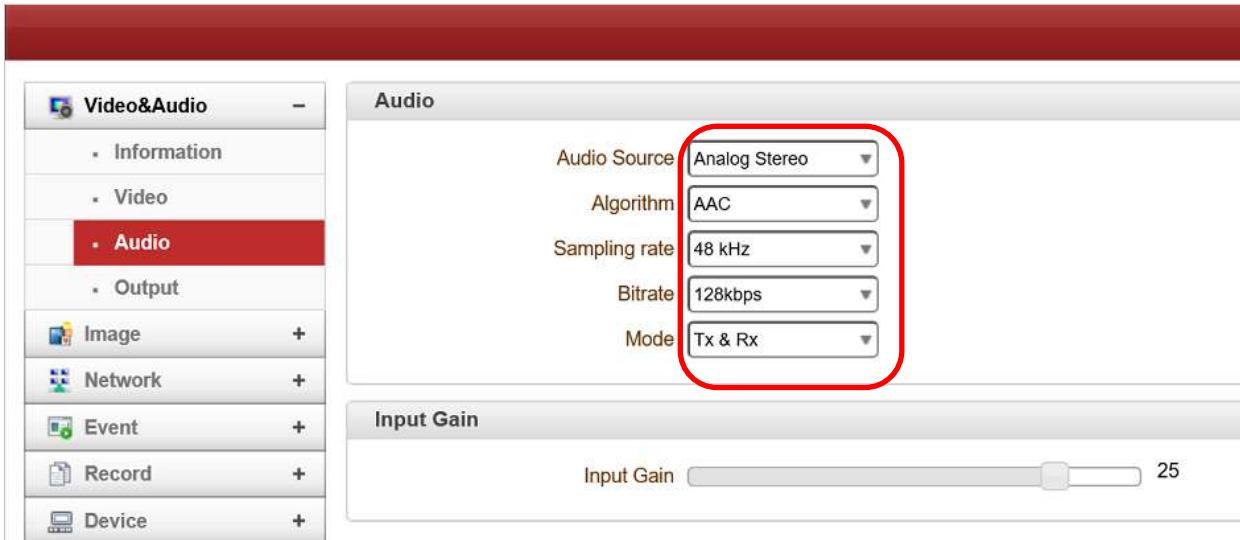 Video&Audio −
Information
Video
Audio
Output
Image +
Network +
Event +
Record +
Device +
Audio
Audio Source Analog Stereo
Algorithm AAC
Sampling rate 48 kHz
Bitrate 128kbps
Mode Tx & Rx
Input Gain
Input Gain 25